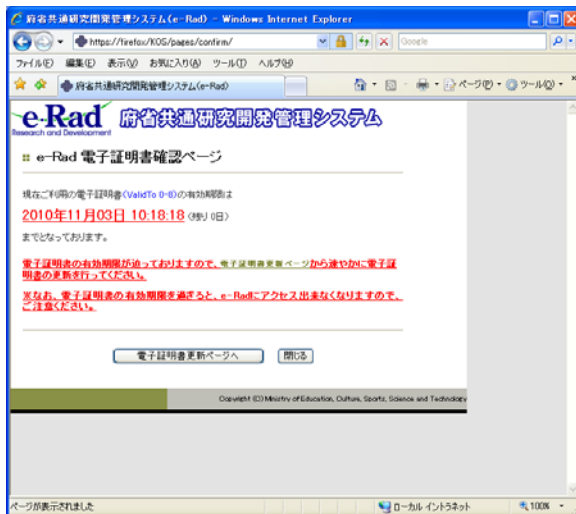 府省共通研究開発管理システム(e-Rad) - Windows Internet Explorer
https://firefox/KOS/pages/confirm/
Google
ファイル(F) 編集(E) 表示(V) お気に入り(A) ツール(T) ヘルプ(H)
府省共通研究開発管理システム(e-Rad)
ページ(P) ツール(O)
e-Rad 府省共通研究開発管理システム
Research and Development
e-Rad 電子証明書確認ページ
現在ご利用の電子証明書(ValidTo 0-8)の有効期限は
2010年11月03日 10:18:18 (残り 0日)
までとなっております。
電子証明書の有効期限が迫っておりますので、電子証明書更新ページから速やかに電子証
明書の更新を行ってください。
※なお、電子証明書の有効期限を過ぎると、e-Radにアクセス出来なくなりますので、
ご注意ください。
電子証明書更新ページへ 閉じる
Copyright (C) Ministry of Education, Culture, Sports, Science and Technology
ページが表示されました ローカル イントラネット 100%